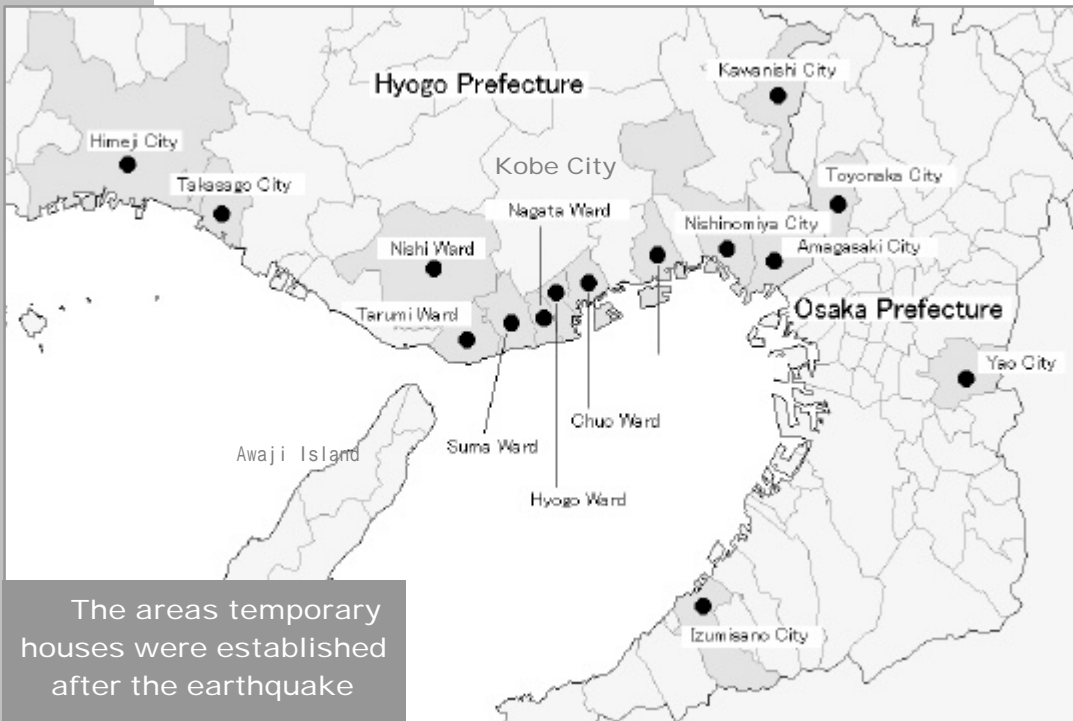 Kawanishi City
Hyogo Prefecture
Himeji City
Kobe City
Takasago City
Toyonaka City
Nagata Ward
Nishinomiya City
Nishi Ward
Amagasaki City
Tarumi Ward
Osaka Prefecture
Yao City
Chuo Ward
Suma Ward
Awaji Island
Hyogo Ward
The areas temporary
houses were established
after the earthquake
Izumisano City